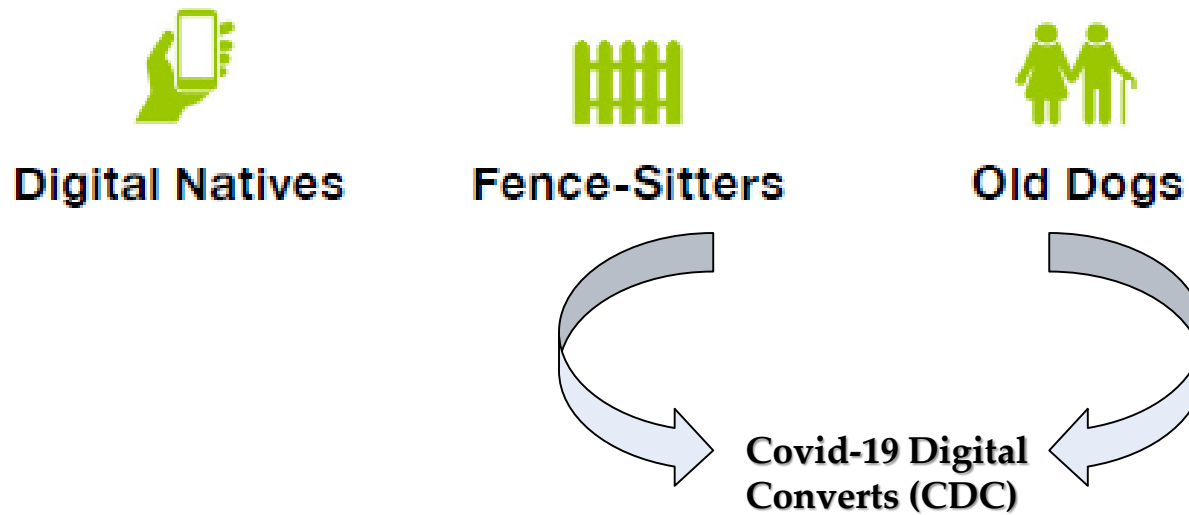 Digital Natives
Fence-Sitters
Old Dogs
Covid-19 Digital
Converts (CDC)